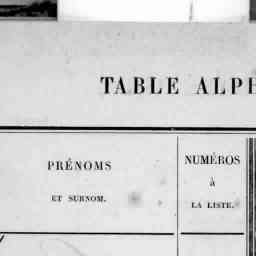 TABLE ALPH
PRÉNOMS
ET SURNOM.
NUMÉROS
à
LA LISTE.